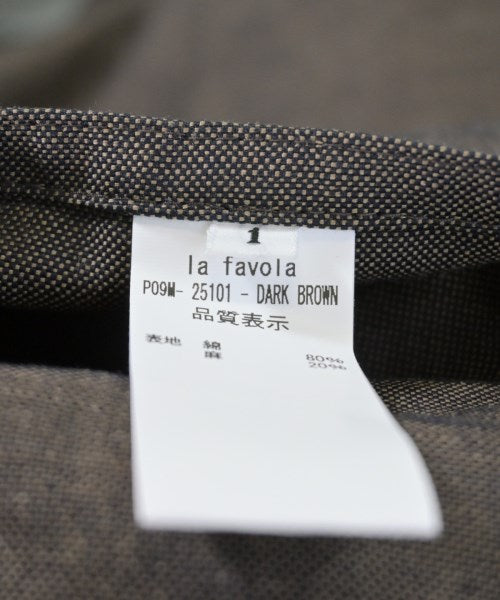 1
la favola
P09M- 25101 - DARK BROWN
品質表示
表地 綿 80%
麻 20%